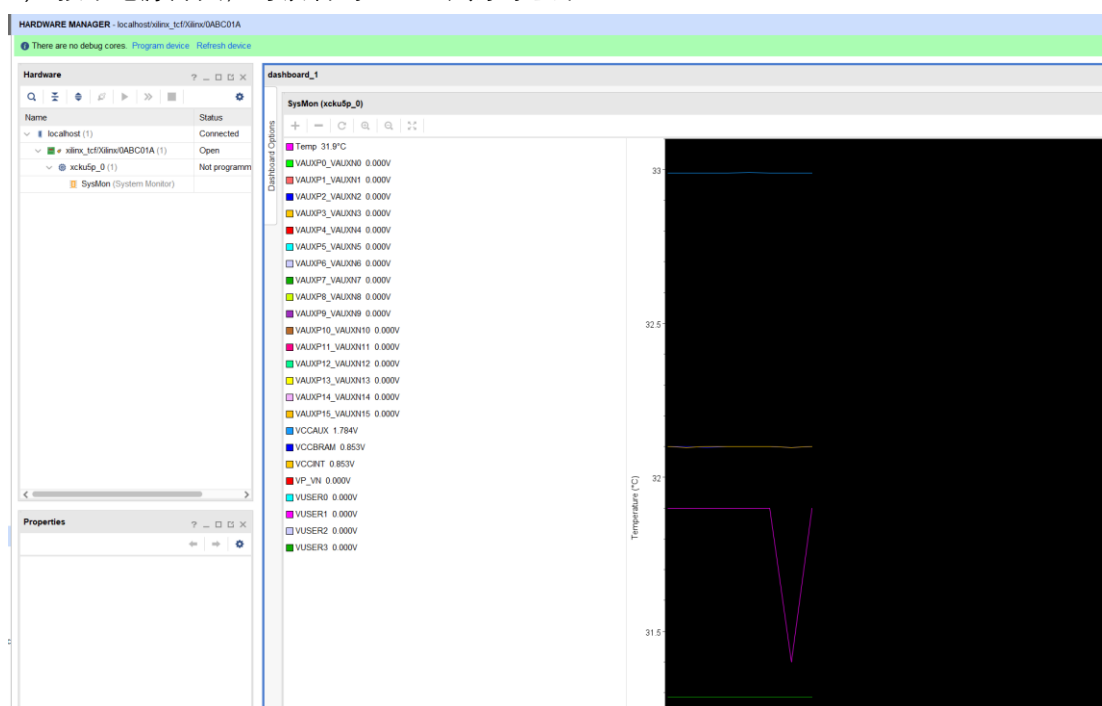 HARDWARE MANAGER - localhost/xilinx_tcf/Xilinx/0ABC01A
There are no debug cores. Program device Refresh device
Hardware
Name Status
localhost (1) Connected
xilinx_tcf/Xilinx/0ABC01A (1) Open
xcku5p_0 (1) Not programm
SysMon (System Monitor)
Properties
dashboard_1
Dashboard Options
SysMon (xcku5p_0)
Temp 31.9°C
VAUXP0_VAUXN0 0.000V
VAUXP1_VAUXN1 0.000V
VAUXP2_VAUXN2 0.000V
VAUXP3_VAUXN3 0.000V
VAUXP4_VAUXN4 0.000V
VAUXP5_VAUXN5 0.000V
VAUXP6_VAUXN6 0.000V
VAUXP7_VAUXN7 0.000V
VAUXP8_VAUXN8 0.000V
VAUXP9_VAUXN9 0.000V
VAUXP10_VAUXN10 0.000V
VAUXP11_VAUXN11 0.000V
VAUXP12_VAUXN12 0.000V
VAUXP13_VAUXN13 0.000V
VAUXP14_VAUXN14 0.000V
VAUXP15_VAUXN15 0.000V
VCCAUX 1.784V
VCCBRAM 0.853V
VCCINT 0.853V
VP_VN 0.000V
VUSER0 0.000V
VUSER1 0.000V
VUSER2 0.000V
VUSER3 0.000V
Temperature (°C)
33
32.5
32
31.5